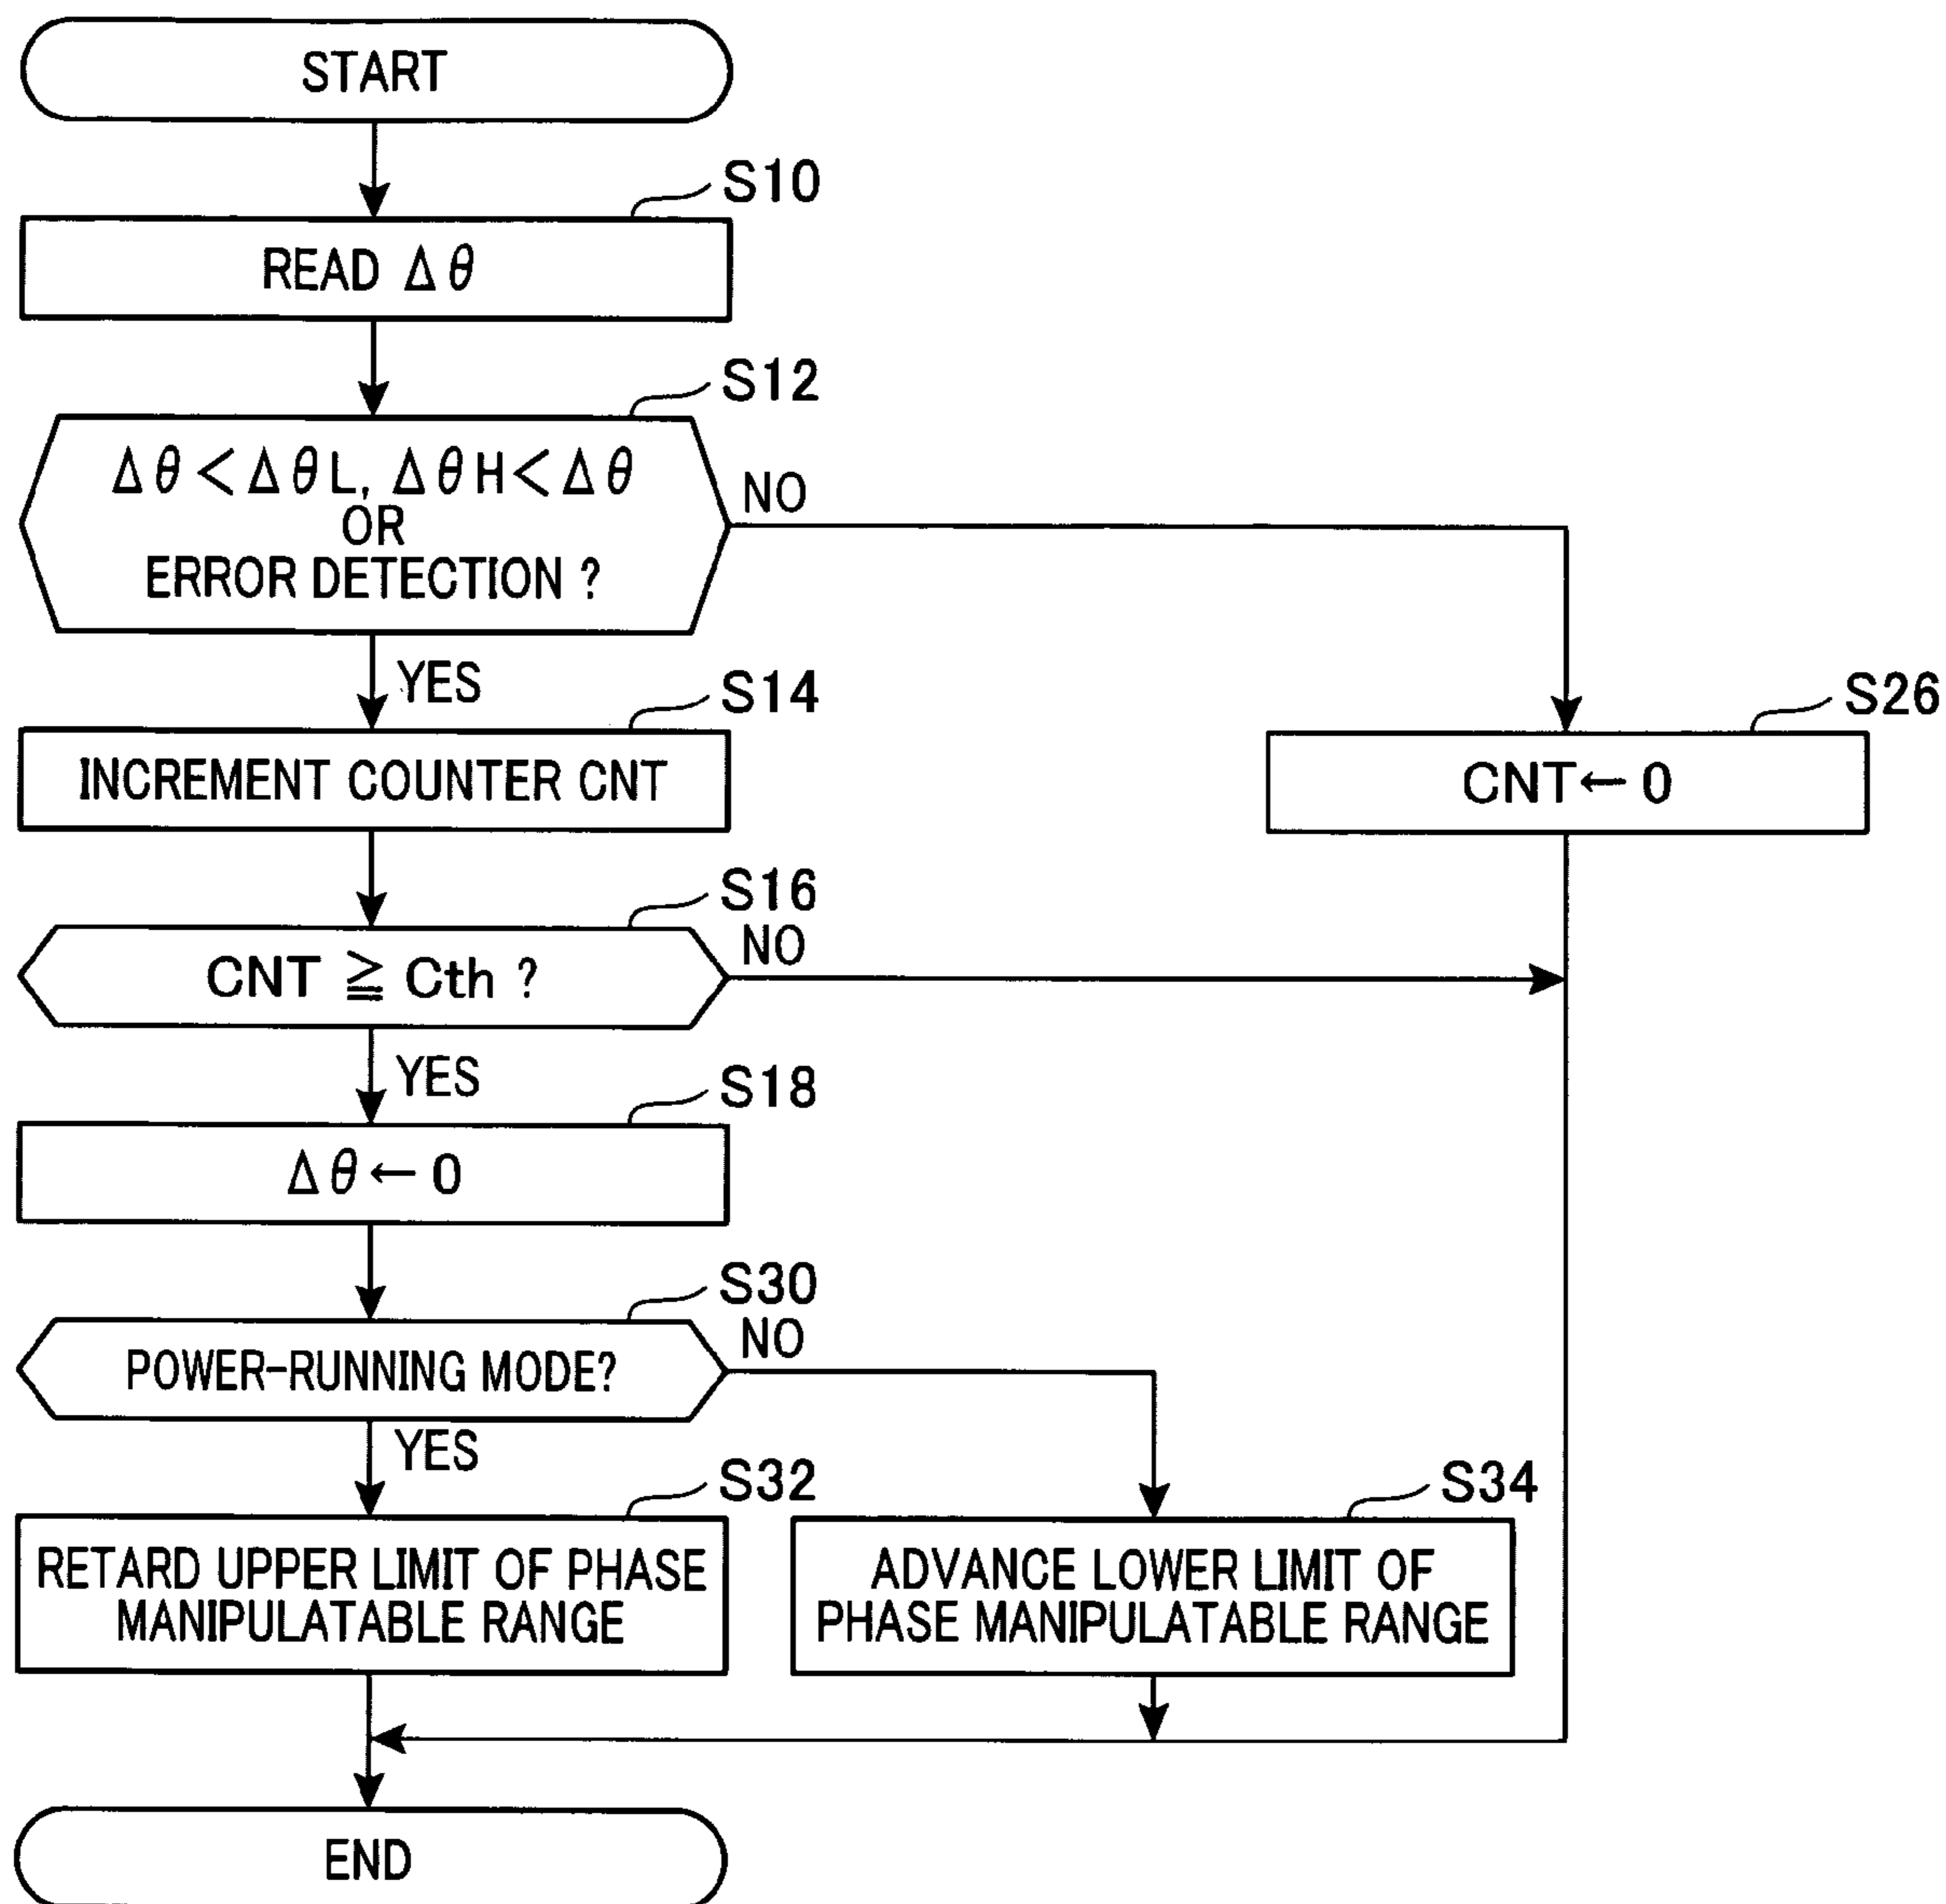 START
S10
READ Δθ
S12
Δθ<ΔθL, ΔθH<Δθ
OR
ERROR DETECTION ?
NO
YES
S14
INCREMENT COUNTER CNT
S26
CNT←0
S16
CNT ≧ Cth ?
NO
YES
S18
Δθ←0
S30
POWER-RUNNING MODE?
NO
YES
S32
RETARD UPPER LIMIT OF PHASE
MANIPULATABLE RANGE
S34
ADVANCE LOWER LIMIT OF
PHASE MANIPULATABLE RANGE
END